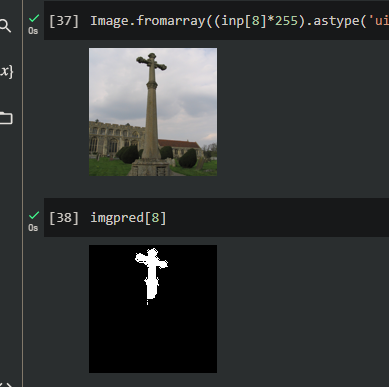 [37] Image.fromarray((inp[8]*255).astype('ui
0s
x}
[38] imgpred[8]
0s